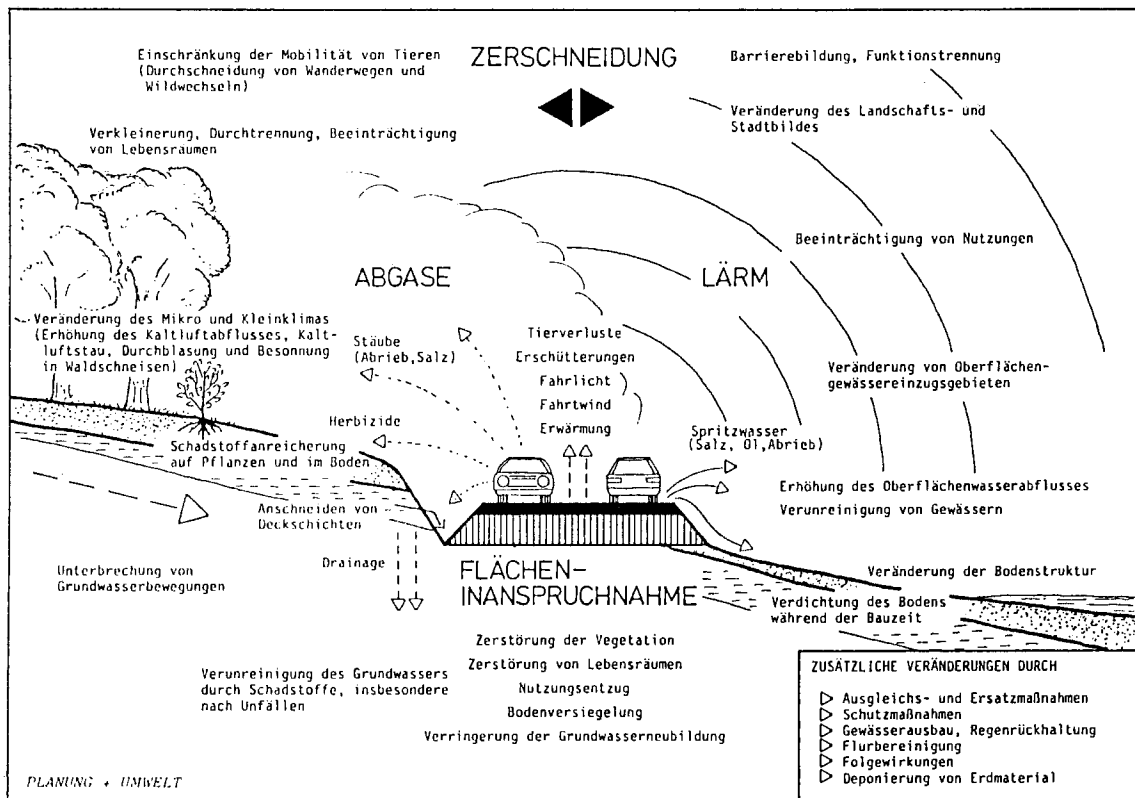 Einschränkung der Mobilität von Tieren
(Durchschneidung von Wanderwegen und
Wildwechseln)
ZERSCHNEIDUNG
Barrierebildung, Funktionstrennung
Veränderung des Landschafts- und
Stadtbildes
Verkleinerung, Durchtrennung, Beeinträchtigung
von Lebensräumen
Beeinträchtigung von Nutzungen
ABGASE
LÄRM
Veränderung des Mikro und Kleinklimas
(Erhöhung des Kaltluftabflusses, Kalt-
luftstau, Durchblasung und Besonnung
in Waldschneisen)
Stäube
(Abrieb,Salz)
Tierverluste
Erschütterungen
Fahrlicht
Fahrtwind
Erwärmung
Veränderung von Oberflächen-
gewässereinzugsgebieten
Herbizide
Spritzwasser
(Salz, Öl,Abrieb)
Schadstoffanreicherung
auf Pflanzen und im Boden
Erhöhung des Oberflächenwasserabflusses
Verunreinigung von Gewässern
Anschneiden von
Deckschichten
Drainage
Unterbrechung von
Grundwasserbewegungen
FLÄCHEN-
INANSPRUCHNAHME
Veränderung der Bodenstruktur
Verdichtung des Bodens
während der Bauzeit
Zerstörung der Vegetation
Zerstörung von Lebensräumen
Nutzungsentzug
Bodenversiegelung
Verringerung der Grundwasserneubildung
Verunreinigung des Grundwassers
durch Schadstoffe, insbesondere
nach Unfällen
ZUSÄTZLICHE VERÄNDERUNGEN DURCH
Ausgleichs- und Ersatzmaßnahmen
Schutzmaßnahmen
Gewässerausbau, Regenrückhaltung
Flurbereinigung
Folgewirkungen
Deponierung von Erdmaterial
PLANUNG + UMWELT